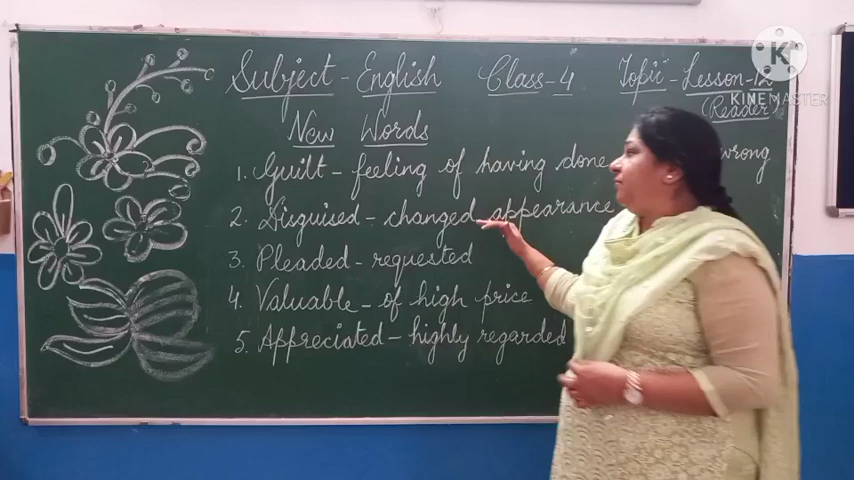 Subject - English Class-4 Topic - Lesson-12
(Reader)
New Words
1. Guilt - feeling of having done wrong
2. Disguised - changed appearance
3. Pleaded - requested
4. Valuable - of high price
5. Appreciated - highly regarded
K
KINEMASTER